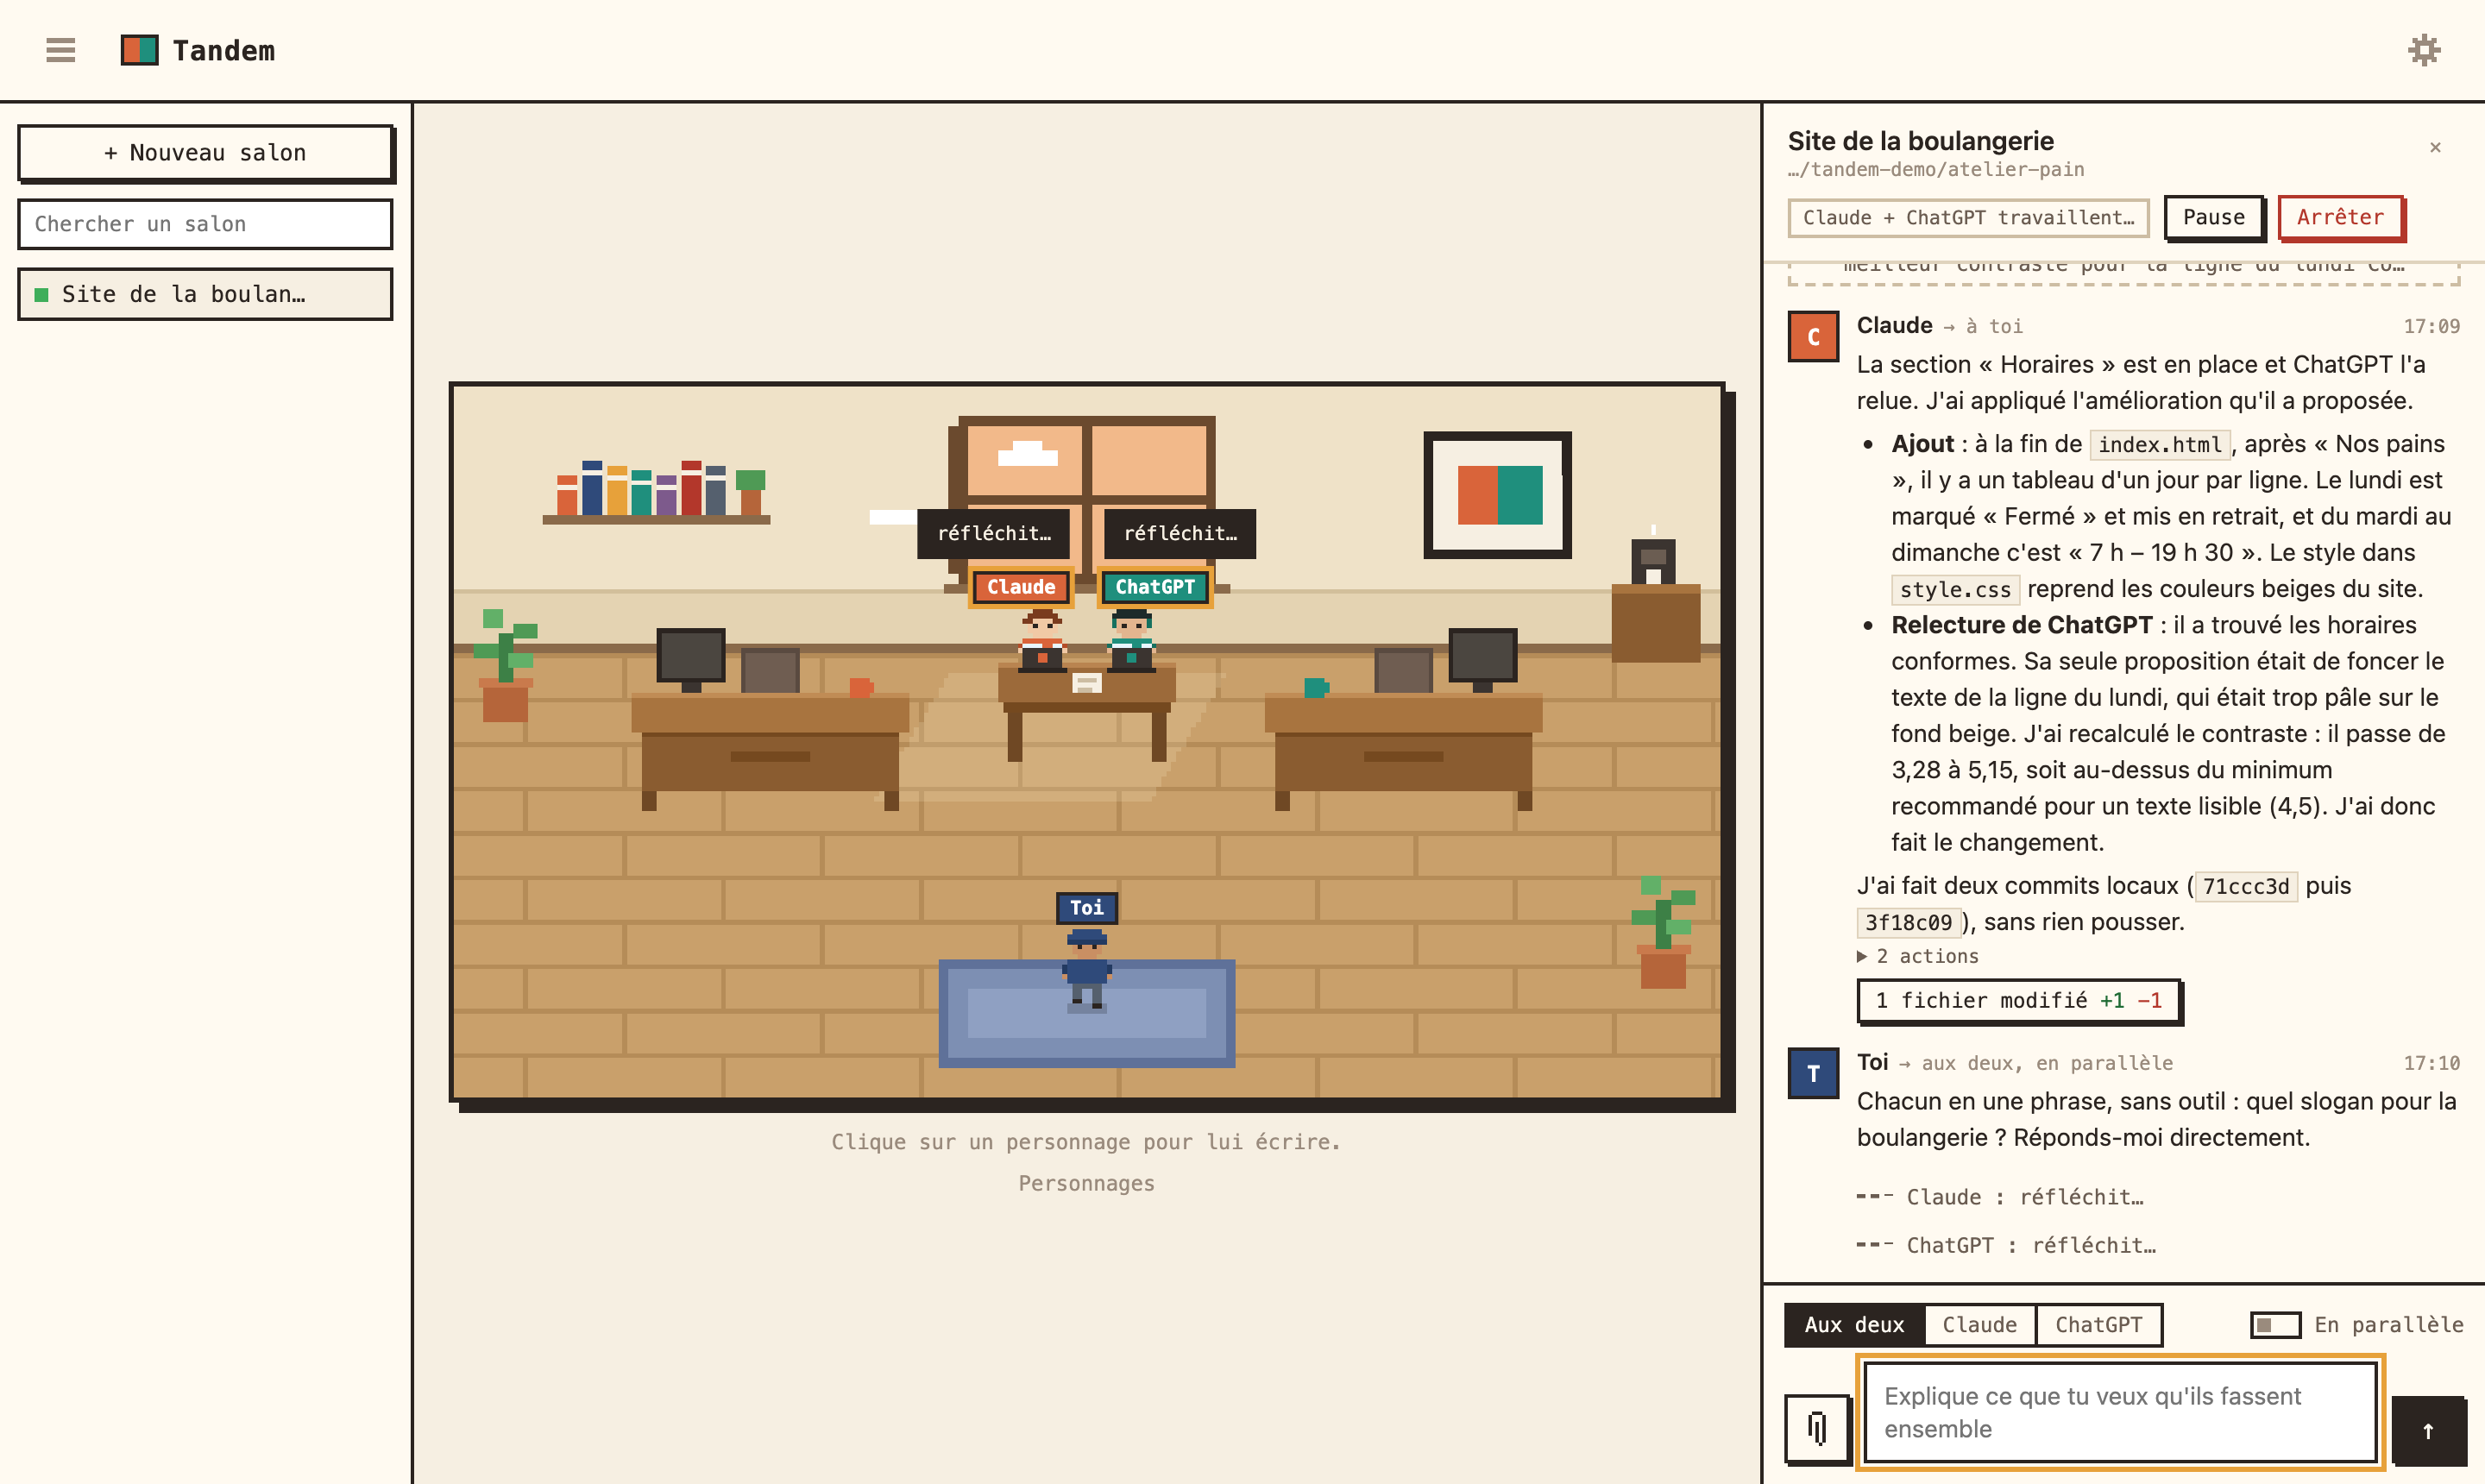 Tandem
+ Nouveau salon
Chercher un salon
Site de la boulan…
réfléchit…
réfléchit…
Claude
ChatGPT
Toi
Clique sur un personnage pour lui écrire.
Personnages
Site de la boulangerie
×
…/tandem-demo/atelier-pain
Claude + ChatGPT travaillent…
Pause
Arrêter
meilleur contraste pour la ligne du lundi Co…
C
Claude → à toi
17:09
La section « Horaires » est en place et ChatGPT l'a
relue. J'ai appliqué l'amélioration qu'il a proposée.
• Ajout : à la fin de index.html, après « Nos pains
», il y a un tableau d'un jour par ligne. Le lundi est
marqué « Fermé » et mis en retrait, et du mardi au
dimanche c'est « 7 h – 19 h 30 ». Le style dans
style.css reprend les couleurs beiges du site.
• Relecture de ChatGPT : il a trouvé les horaires
conformes. Sa seule proposition était de foncer le
texte de la ligne du lundi, qui était trop pâle sur le
fond beige. J'ai recalculé le contraste : il passe de
3,28 à 5,15, soit au-dessus du minimum
recommandé pour un texte lisible (4,5). J'ai donc
fait le changement.
J'ai fait deux commits locaux (71ccc3d puis
3f18c09), sans rien pousser.
▶ 2 actions
1 fichier modifié +1 −1
T
Toi → aux deux, en parallèle
17:10
Chacun en une phrase, sans outil : quel slogan pour la
boulangerie ? Réponds-moi directement.
Claude : réfléchit…
ChatGPT : réfléchit…
Aux deux
Claude
ChatGPT
En parallèle
Explique ce que tu veux qu'ils fassent
ensemble
↑